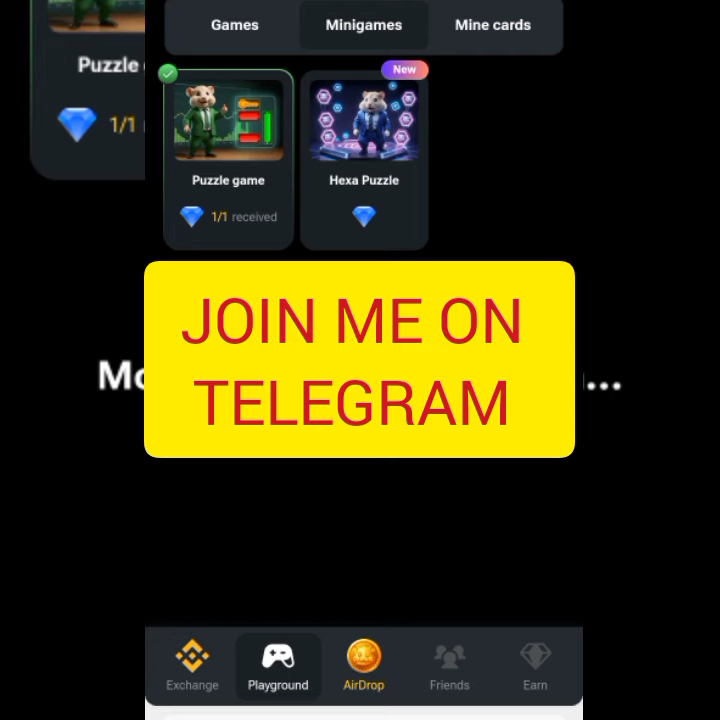 Games Minigames Mine cards
Puzzle
New
Puzzle game Hexa Puzzle
1/1
1/1 received
JOIN ME ON
TELEGRAM
Exchange Playground AirDrop Friends Earn